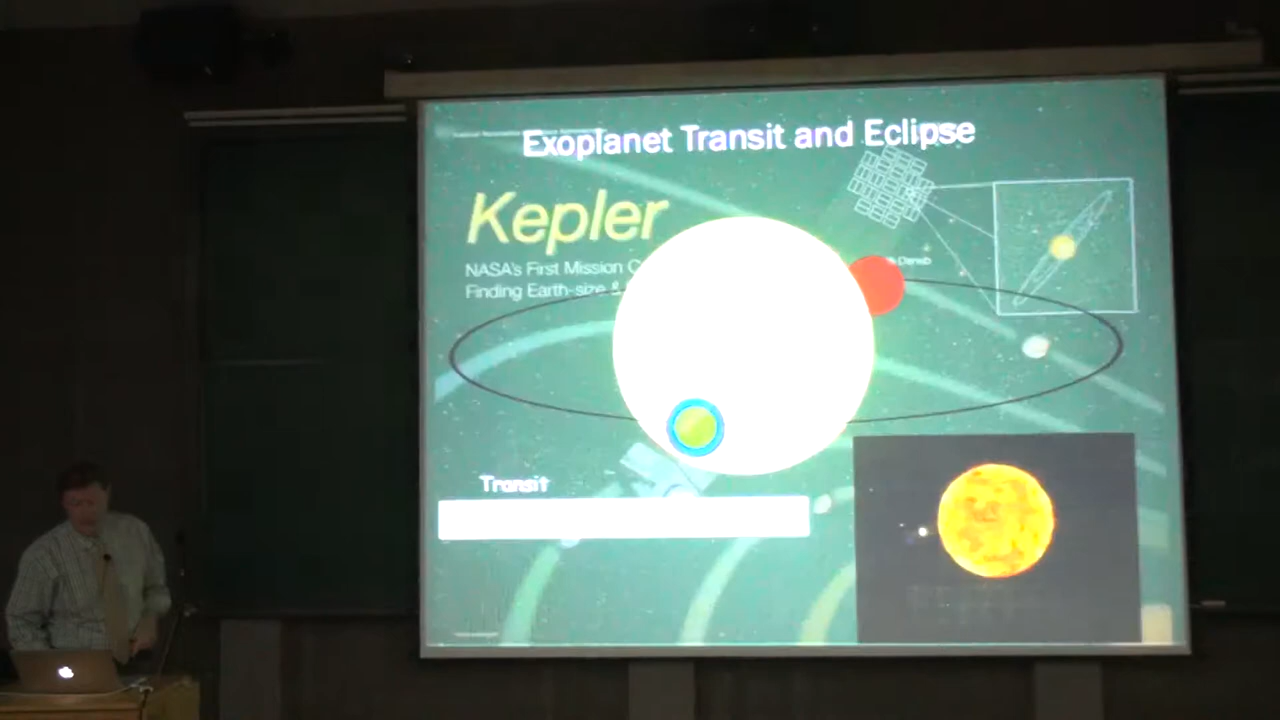 Exoplanet Transit and Eclipse
Kepler
NASA's First Mission
Finding Earth-size &
Transit